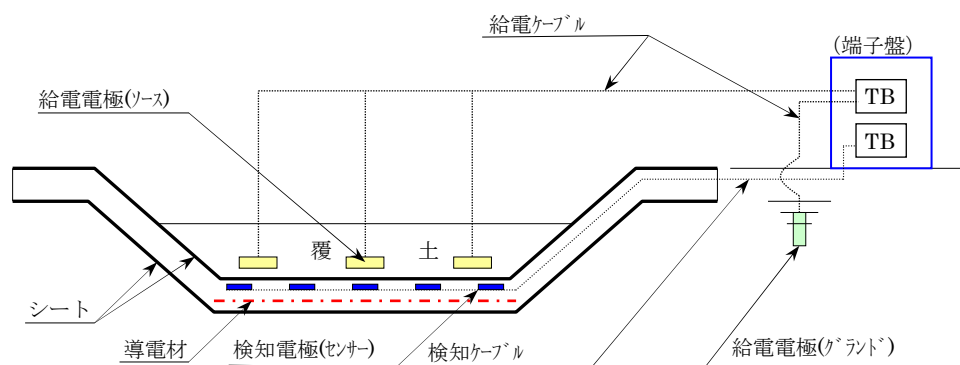 給電ケーブル
(端子盤)
給電電極(ソース)
TB
TB
覆　土
シート
導電材
検知電極(センサー)
検知ケーブル
給電電極(グランド)